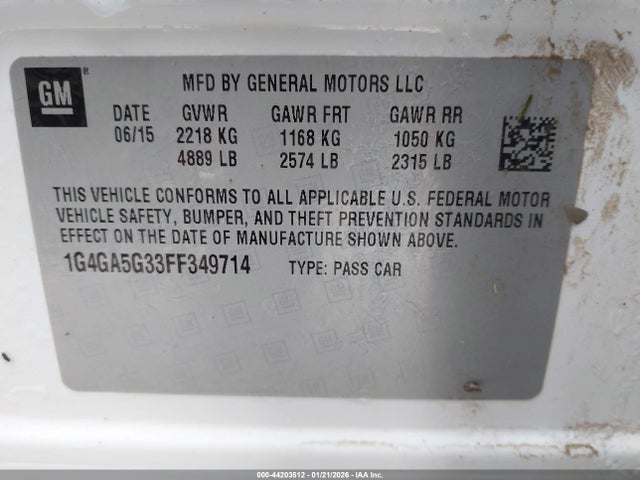 GM®
MFD BY GENERAL MOTORS LLC
DATE GVWR GAWR FRT GAWR RR
06/15 2218 KG 1168 KG 1050 KG
4889 LB 2574 LB 2315 LB
THIS VEHICLE CONFORMS TO ALL APPLICABLE U.S. FEDERAL MOTOR
VEHICLE SAFETY, BUMPER, AND THEFT PREVENTION STANDARDS IN
EFFECT ON THE DATE OF MANUFACTURE SHOWN ABOVE.
1G4GA5G33FF349714 TYPE: PASS CAR
000-44203512 - 01/21/2026 - IAA Inc.